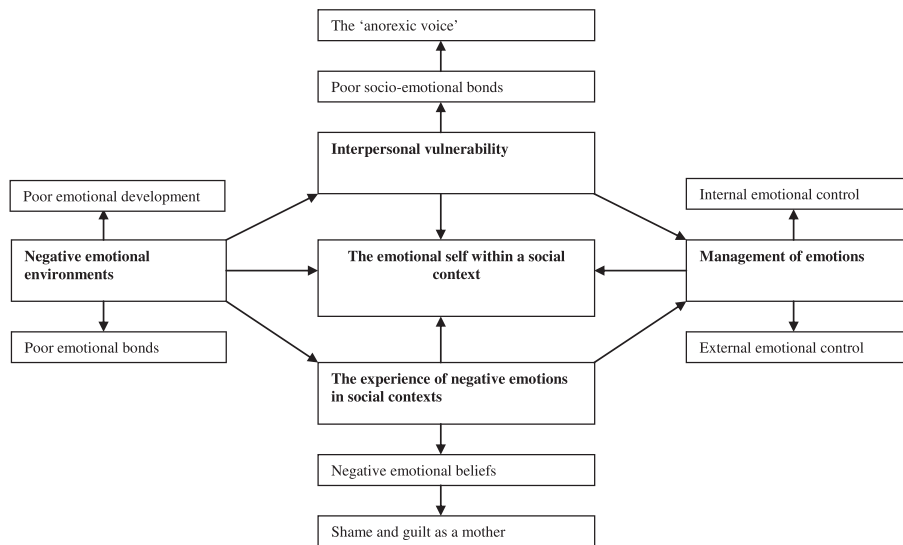 The ‘anorexic voice’
Poor socio-emotional bonds
Interpersonal vulnerability
Poor emotional development
Internal emotional control
Negative emotional
environments
The emotional self within a social
context
Management of emotions
Poor emotional bonds
External emotional control
The experience of negative emotions
in social contexts
Negative emotional beliefs
Shame and guilt as a mother